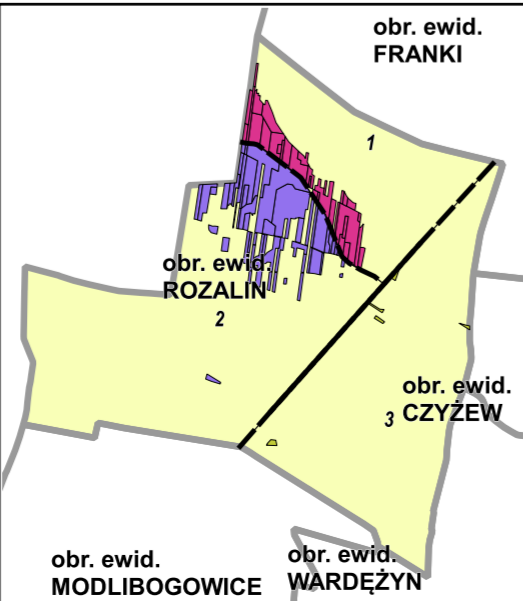 obr. ewid.
FRANKI
1
obr. ewid.
ROZALIN
2
obr. ewid.
3 CZYŻEW
obr. ewid.
MODLIBOGOWICE
obr. ewid.
WARDĘŻYN